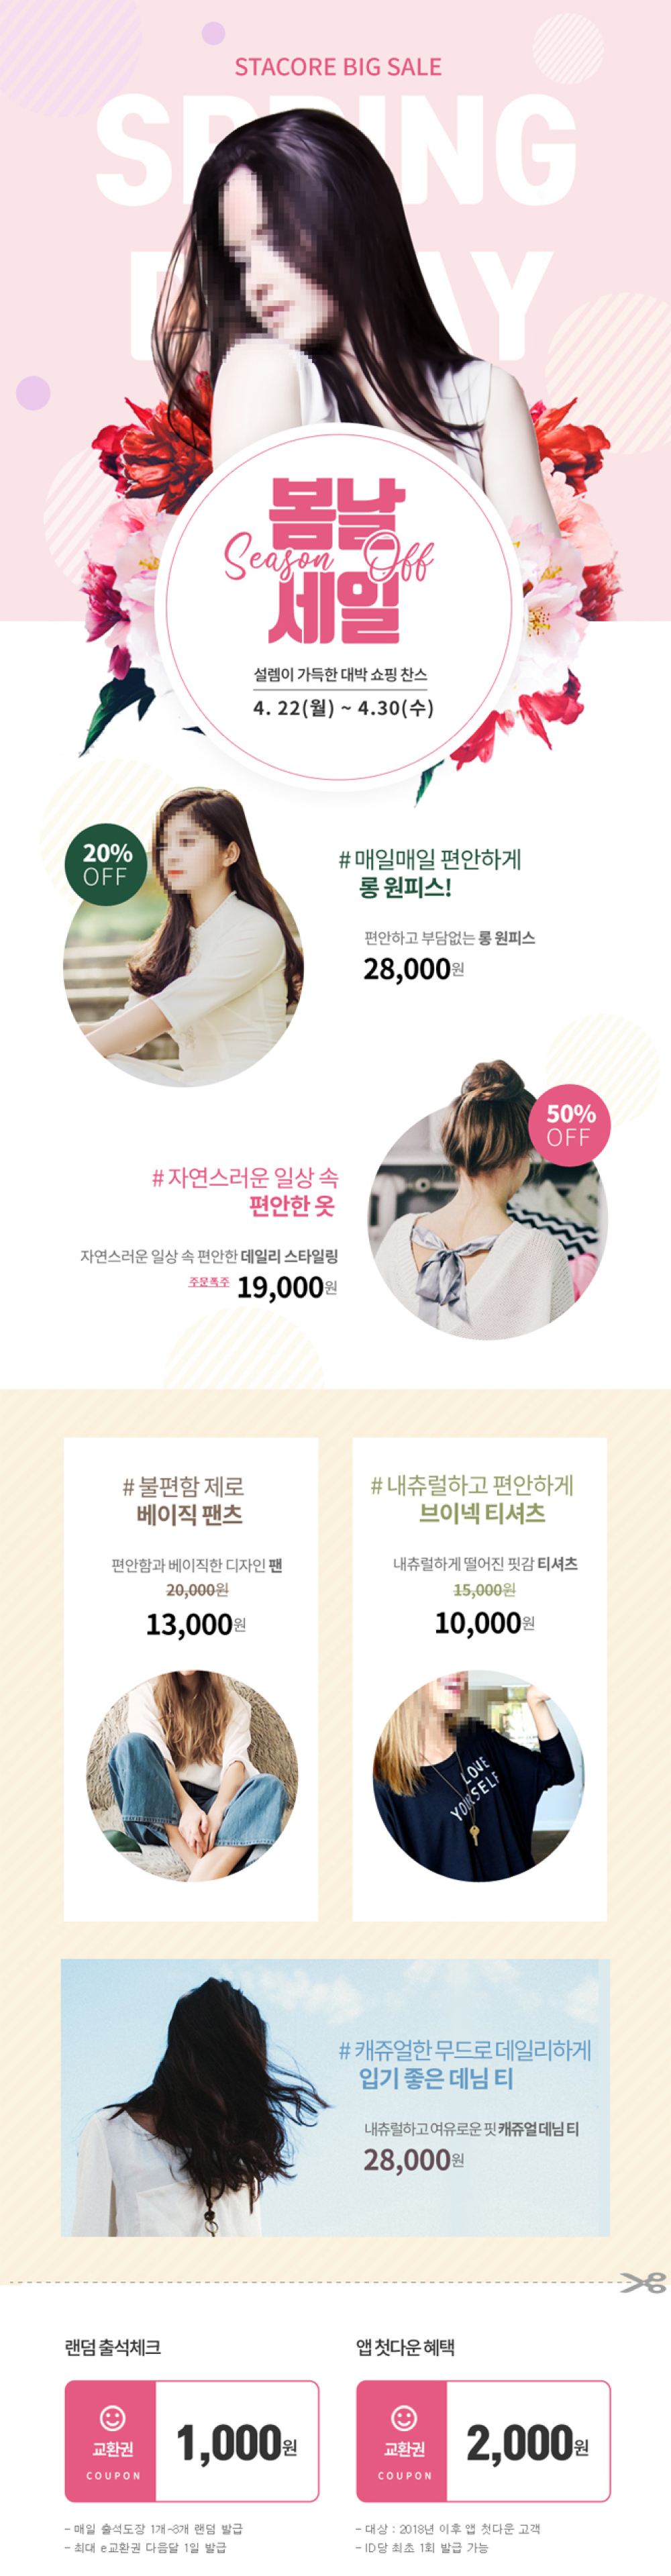 STACORE BIG SALE
SPRING
DAY
봄날
Season Off
세일
설렘이 가득한 대박 쇼핑 찬스
4. 22(월) ~ 4.30(수)
20%
OFF
# 매일매일 편안하게
롱 원피스!
편안하고 부담없는 롱 원피스
28,000원
50%
OFF
# 자연스러운 일상 속
편안한 옷
자연스러운 일상 속 편안한 데일리 스타일링
주문폭주 19,000원
# 불편함 제로
베이직 팬츠
편안함과 베이직한 디자인 팬
20,000원
13,000원
# 내츄럴하고 편안하게
브이넥 티셔츠
내츄럴하게 떨어진 핏감 티셔츠
15,000원
10,000원
LOVE
YOURSELF
# 캐쥬얼한 무드로 데일리하게
입기 좋은 데님 티
내츄럴하고 여유로운 핏 캐쥬얼 데님 티
28,000원
랜덤 출석체크
교환권
COUPON
1,000원
- 매일 출석도장 1개~3개 랜덤 발급
- 최대 e교환권 다음달 1일 발급
앱 첫다운 혜택
교환권
COUPON
2,000원
- 대상 : 2018년 이후 앱 첫다운 고객
- ID당 최초 1회 발급 가능